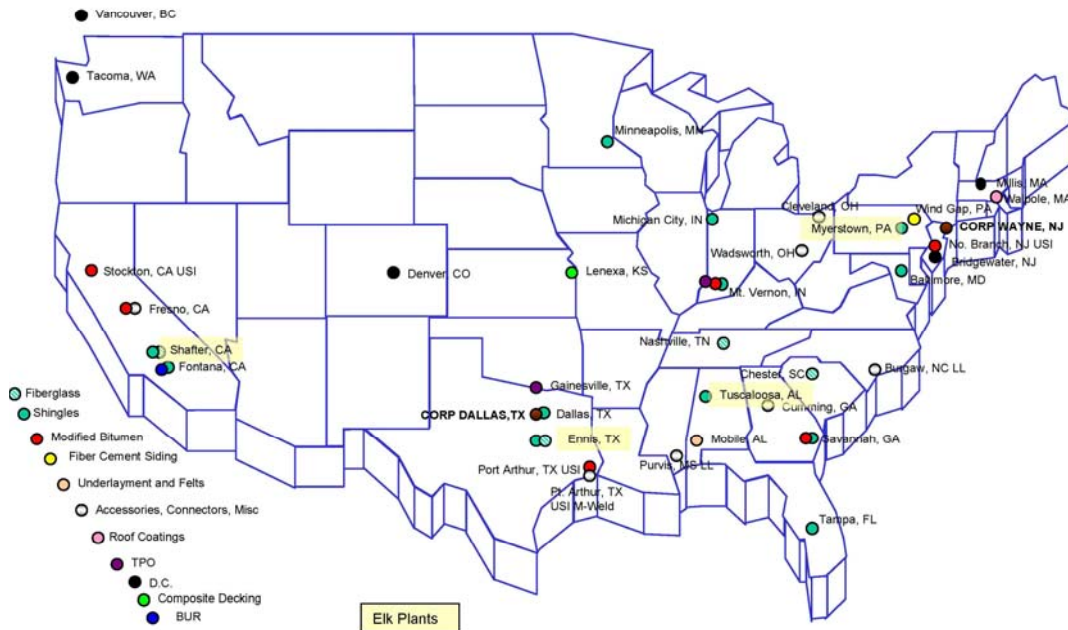 Vancouver, BC
Tacoma, WA
Minneapolis, MN
Millis, MA
Walpole, MA
Cleveland, OH
Michican City, IN
Wind Gap, PA
Myerstown, PA
CORP WAYNE, NJ
No. Branch, NJ USI
Wadsworth, OH
Bridgewater, NJ
Baltimore, MD
Stockton, CA USI
Denver, CO
Lenexa, KS
Mt. Vernon, IN
Fresno, CA
Shafter, CA
Nashville, TN
Fontana, CA
Chester, SC
Burgaw, NC LL
Gainesville, TX
Tuscaloosa, AL
Cumming, GA
CORP DALLAS,TX
Dallas, TX
Ennis, TX
Mobile, AL
Savannah, GA
Purvis, MS LL
Port Arthur, TX USI
Pt. Arthur, TX
USI M-Weld
Tampa, FL
Fiberglass
Shingles
Modified Bitumen
Fiber Cement Siding
Underlayment and Felts
Accessories, Connectors, Misc
Roof Coatings
TPO
D.C.
Composite Decking
BUR
Elk Plants